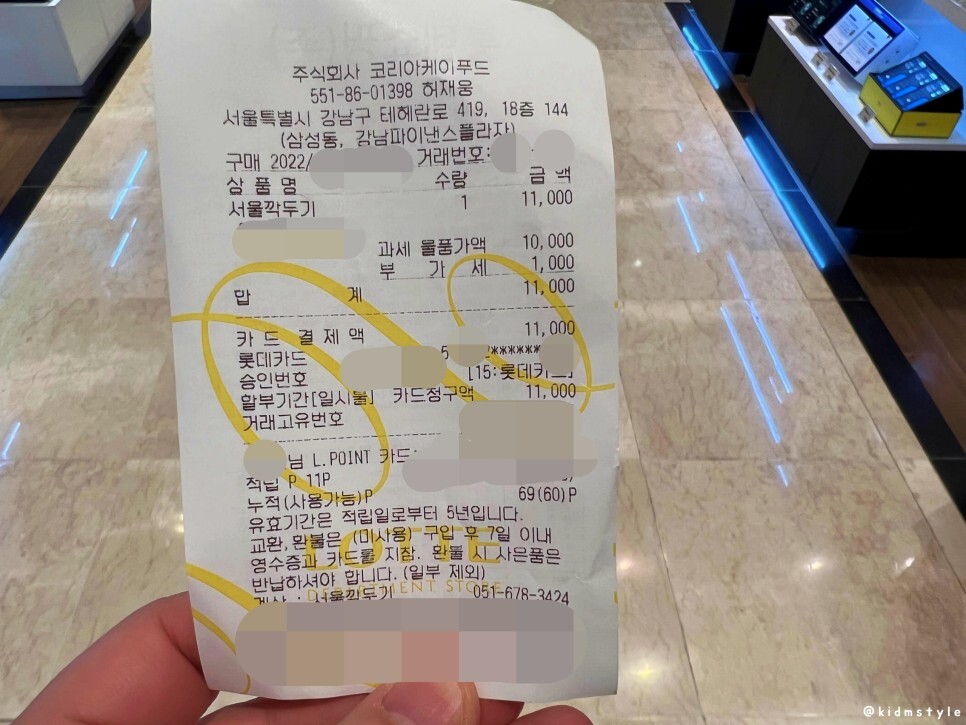 주식회사 코리아케이푸드
551-86-01398 허재웅
서울특별시 강남구 테헤란로 419, 18층 144
(삼성동, 강남파이낸스플라자)
구매 2022/ 거래번호:
상 품 명 수량 금 액
서울깍두기 1 11,000
과세 물품가액 10,000
부 가 세 1,000
합 계 11,000
카 드 결 제 액 11,000
롯데카드 5 *******
승인번호 [15:롯데카드]
할부기간[일시불] 카드청구액 11,000
거래고유번호
님 L.POINT 카드:
적립 P 11P
누적(사용가능)P 69(60)P
유효기간은 적립일로부터 5년입니다.
교환,환불은 (미사용) 구입 후 7일 이내
영수증과 카드를 지참. 환불 시 사은품은
반납하셔야 합니다.(일부 제외)
LOTTE
DEPARTMENT STORE
계산 : 서울깍두기 051-678-3424
@kidmstyle